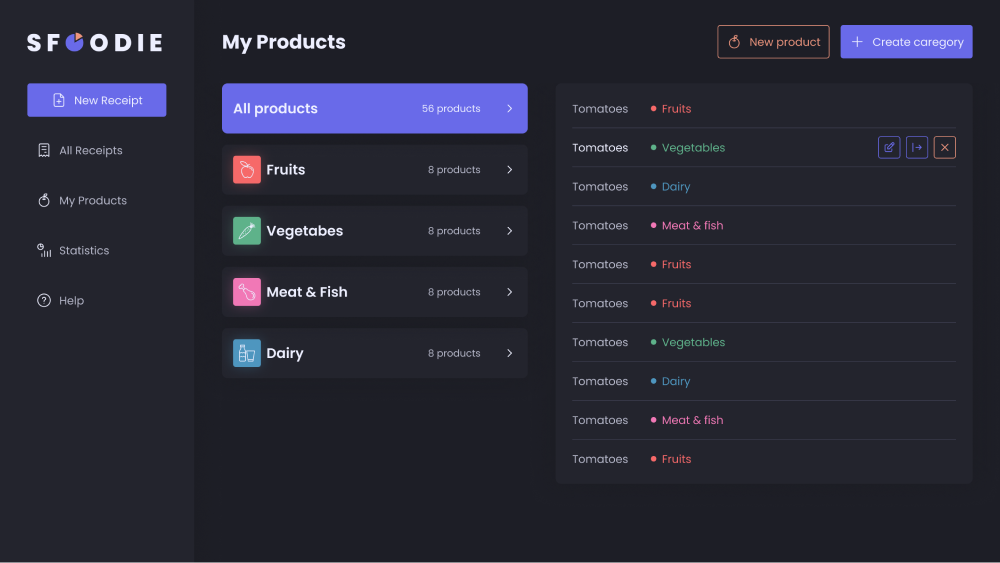 SFOODIE
New Receipt
All Receipts
My Products
Statistics
Help
My Products
New product
Create caregory
All products 56 products
Fruits 8 products
Vegetabes 8 products
Meat & Fish 8 products
Dairy 8 products
Tomatoes Fruits
Tomatoes Vegetables
Tomatoes Dairy
Tomatoes Meat & fish
Tomatoes Fruits
Tomatoes Fruits
Tomatoes Vegetables
Tomatoes Dairy
Tomatoes Meat & fish
Tomatoes Fruits